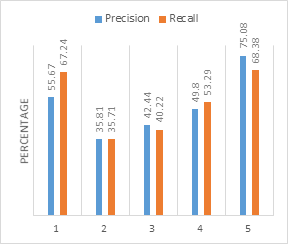 Precision Recall
PERCENTAGE
55.67 67.24 35.81 35.71 42.44 40.22 49.8 53.29 75.08 68.38
1 2 3 4 5